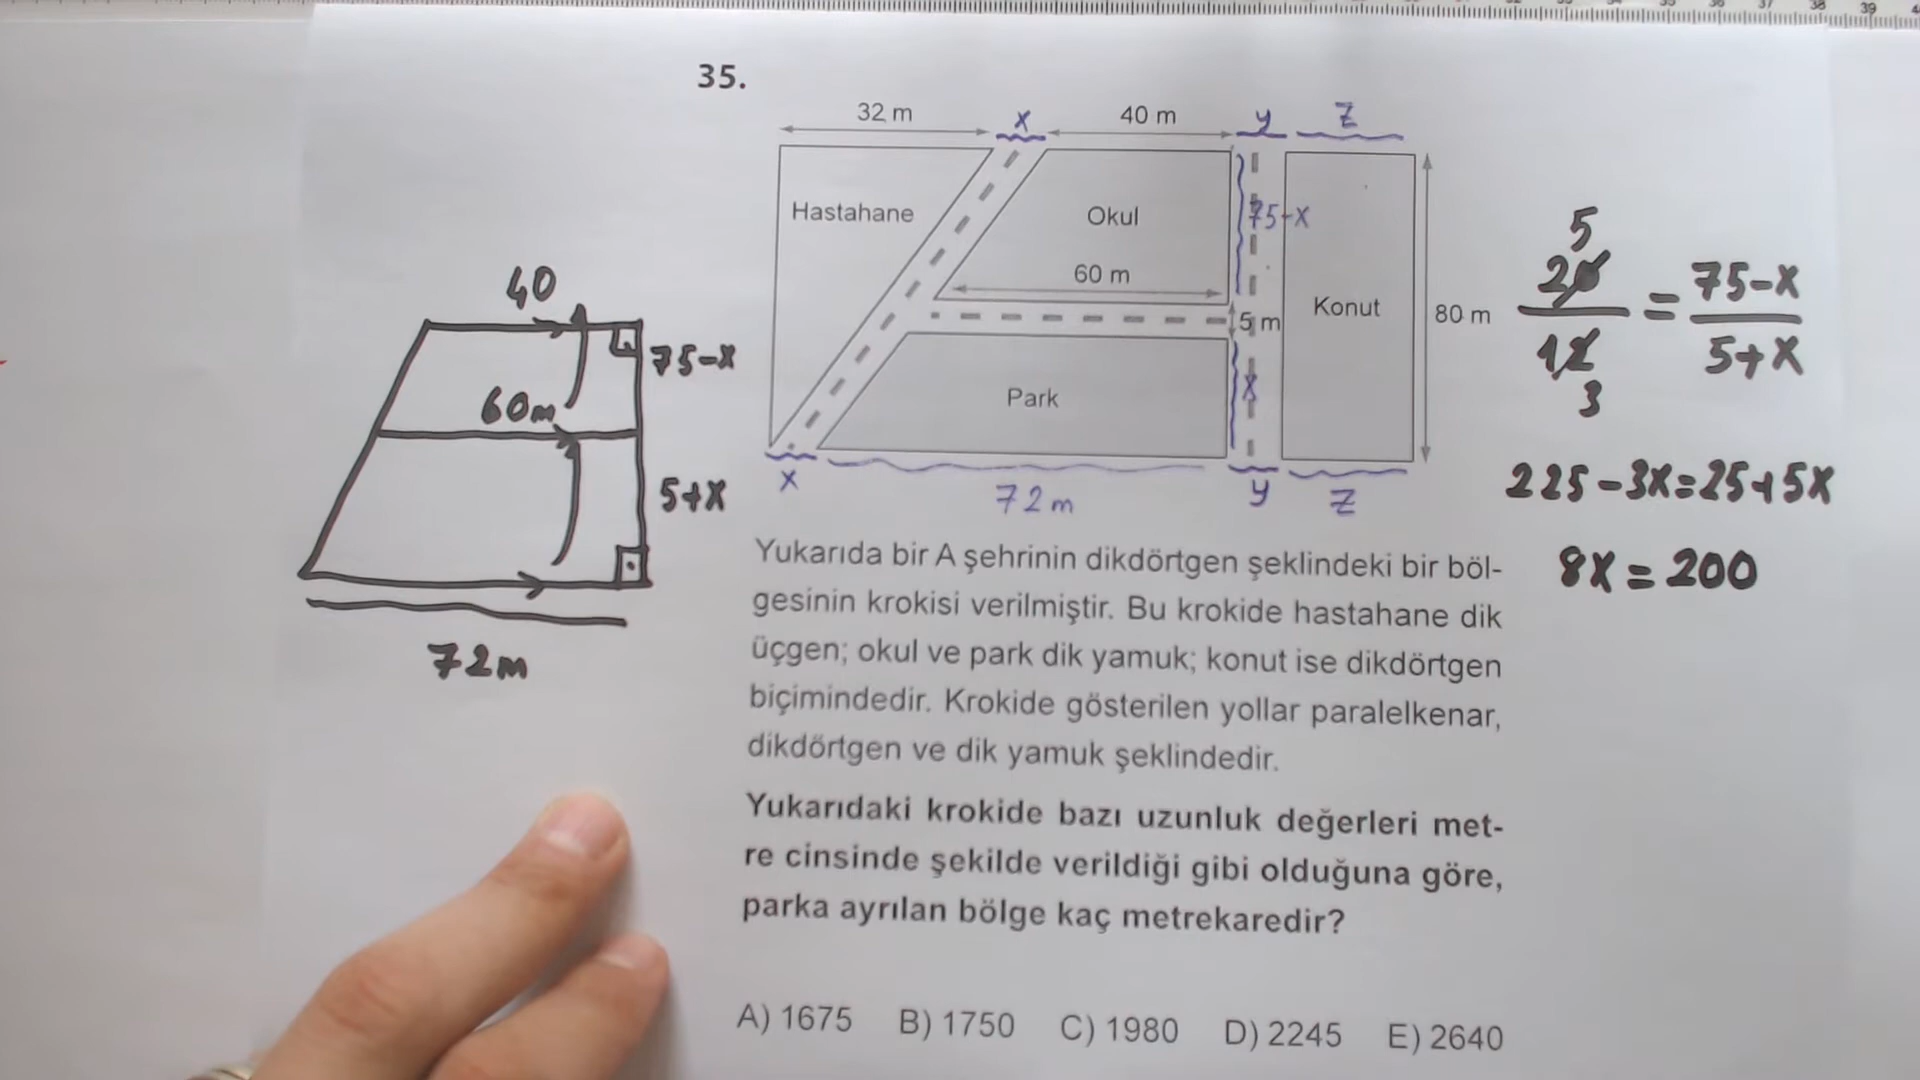 35.
32 m
x
40 m
y
z
Hastahane
Okul
75-x
60 m
Konut
80 m
5 m
Park
x
x
72 m
y
z
40
75-x
60m
5+x
72m
5
20
12
3
=
75-x
5+x
225-3x=25+5x
8x=200
Yukarıda bir A şehrinin dikdörtgen şeklindeki bir böl-
gesinin krokisi verilmiştir. Bu krokide hastahane dik
üçgen; okul ve park dik yamuk; konut ise dikdörtgen
biçimindedir. Krokide gösterilen yollar paralelkenar,
dikdörtgen ve dik yamuk şeklindedir.
Yukarıdaki krokide bazı uzunluk değerleri met-
re cinsinde şekilde verildiği gibi olduğuna göre,
parka ayrılan bölge kaç metrekaredir?
A) 1675 B) 1750 C) 1980 D) 2245 E) 2640